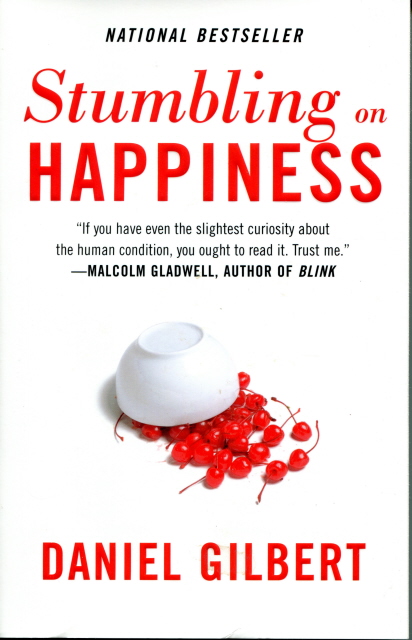 NATIONAL BESTSELLER
Stumbling on
HAPPINESS
“If you have even the slightest curiosity about
the human condition, you ought to read it. Trust me.”
—MALCOLM GLADWELL, AUTHOR OF BLINK
DANIEL GILBERT